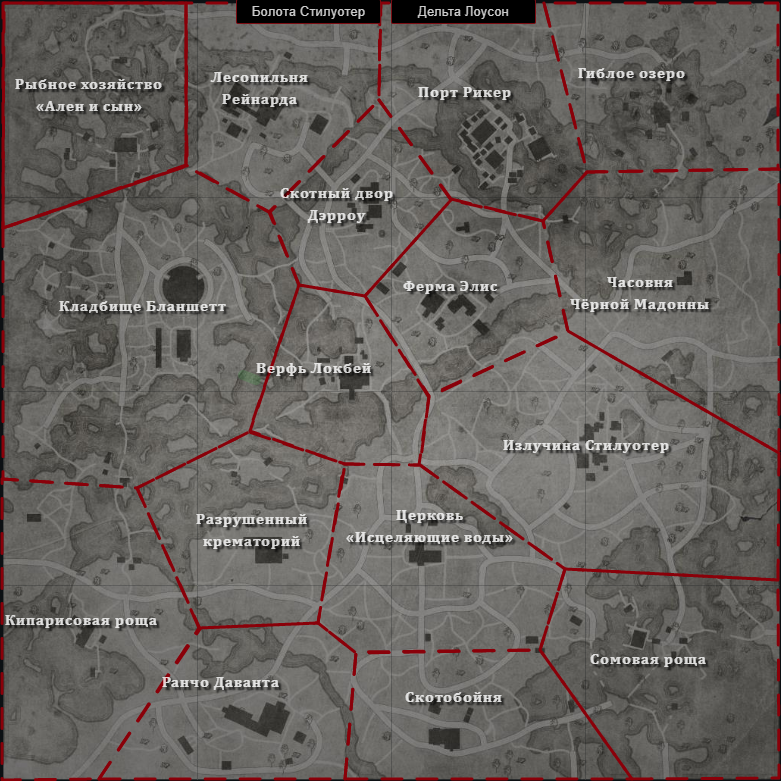 Болота Стилуотер
Дельта Лоусон
Рыбное хозяйство
«Ален и сын»
Лесопильня
Рейнарда
Порт Рикер
Гиблое озеро
Скотный двор
Дэрроу
Кладбище Бланшетт
Ферма Элис
Часовня
Чёрной Мадонны
Верфь Локбей
Излучина Стилуотер
Разрушенный
крематорий
Церковь
«Исцеляющие воды»
Кипарисовая роща
Сомовая роща
Ранчо Даванта
Скотобойня